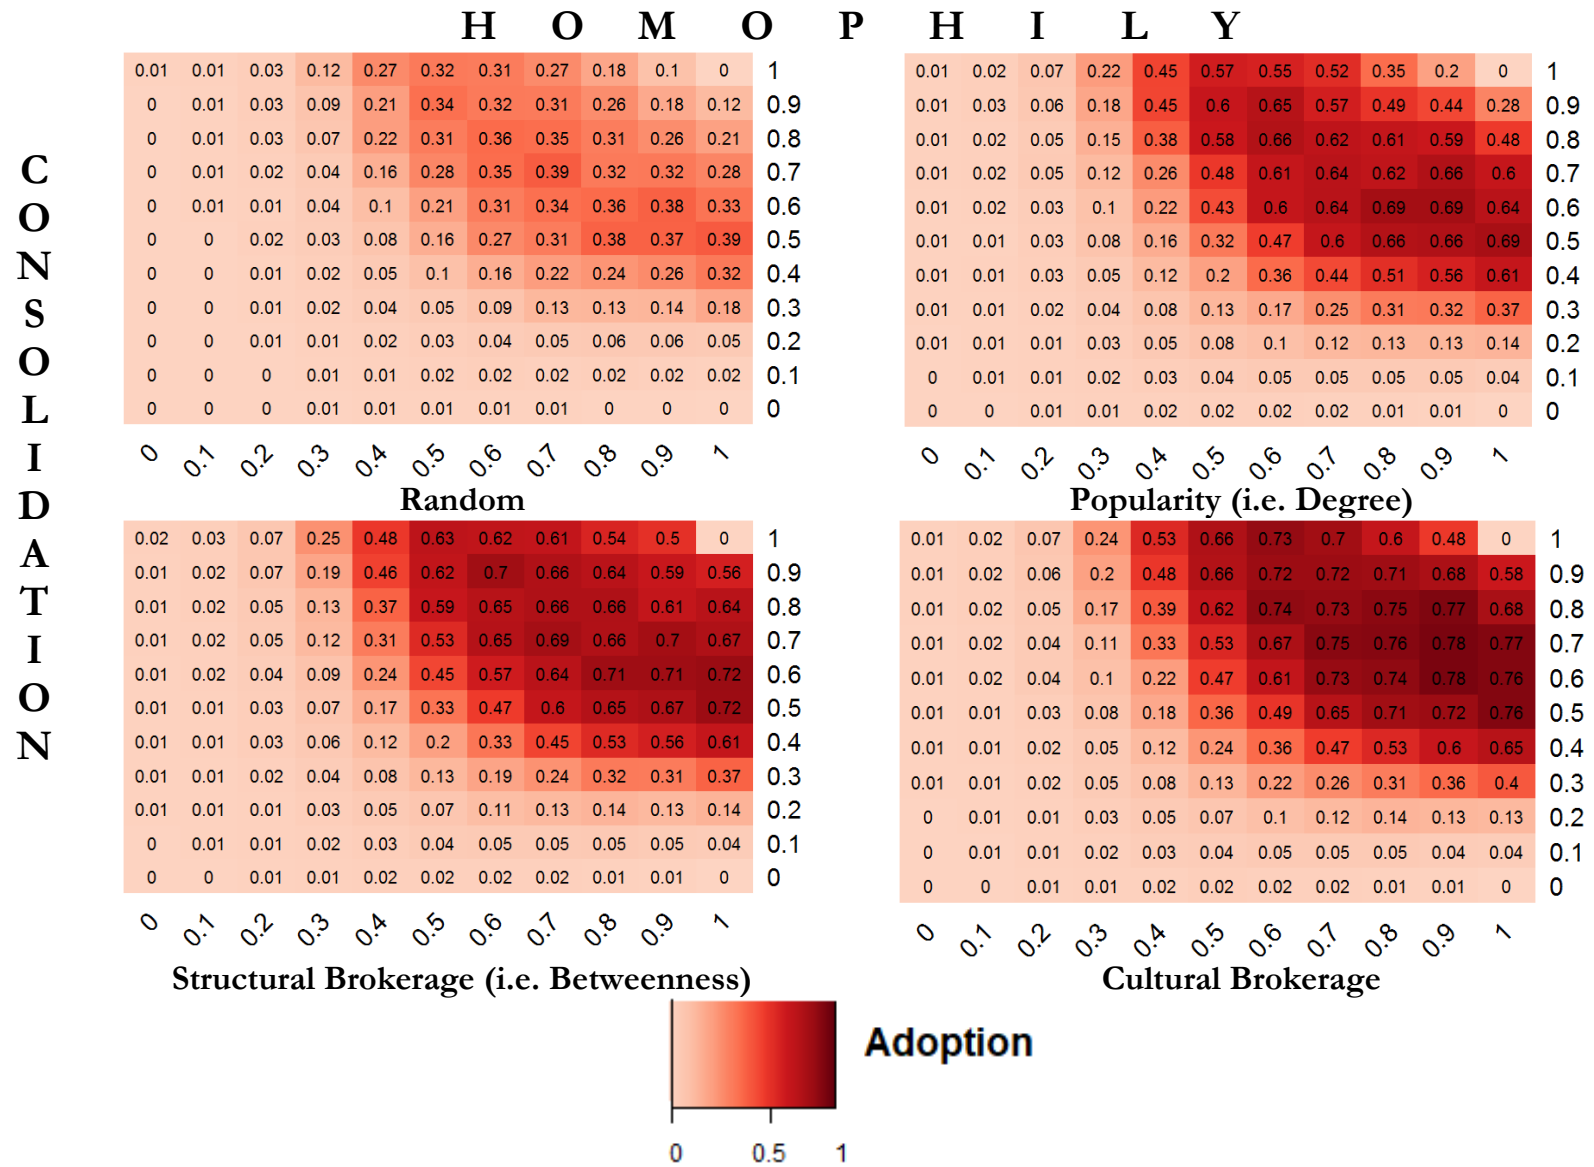 H O M O P H I L Y
C O N S O L I D A T I O N
0.01 0.01 0.03 0.12 0.27 0.32 0.31 0.27 0.18 0.1 0 1
0 0.01 0.03 0.09 0.21 0.34 0.32 0.31 0.26 0.18 0.12 0.9
0 0.01 0.03 0.07 0.22 0.31 0.36 0.35 0.31 0.26 0.21 0.8
0 0.01 0.02 0.04 0.16 0.28 0.35 0.39 0.32 0.32 0.28 0.7
0 0.01 0.01 0.04 0.1 0.21 0.31 0.34 0.36 0.38 0.33 0.6
0 0 0.02 0.03 0.08 0.16 0.27 0.31 0.38 0.37 0.39 0.5
0 0 0.01 0.02 0.05 0.1 0.16 0.22 0.24 0.26 0.32 0.4
0 0 0.01 0.02 0.04 0.05 0.09 0.13 0.13 0.14 0.18 0.3
0 0 0.01 0.01 0.02 0.03 0.04 0.05 0.06 0.06 0.05 0.2
0 0 0 0.01 0.01 0.02 0.02 0.02 0.02 0.02 0.02 0.1
0 0 0 0.01 0.01 0.01 0.01 0.01 0 0 0 0
0 0.1 0.2 0.3 0.4 0.5 0.6 0.7 0.8 0.9 1
Random
0.01 0.02 0.07 0.22 0.45 0.57 0.55 0.52 0.35 0.2 0 1
0.01 0.03 0.06 0.18 0.45 0.6 0.65 0.57 0.49 0.44 0.28 0.9
0.01 0.02 0.05 0.15 0.38 0.58 0.66 0.62 0.61 0.59 0.48 0.8
0.01 0.02 0.05 0.12 0.26 0.48 0.61 0.64 0.62 0.66 0.6 0.7
0.01 0.02 0.03 0.1 0.22 0.43 0.6 0.64 0.69 0.69 0.64 0.6
0.01 0.01 0.03 0.08 0.16 0.32 0.47 0.6 0.66 0.66 0.69 0.5
0.01 0.01 0.03 0.05 0.12 0.2 0.36 0.44 0.51 0.56 0.61 0.4
0.01 0.01 0.02 0.04 0.08 0.13 0.17 0.25 0.31 0.32 0.37 0.3
0.01 0.01 0.01 0.03 0.05 0.08 0.1 0.12 0.13 0.13 0.14 0.2
0 0.01 0.01 0.02 0.03 0.04 0.05 0.05 0.05 0.05 0.04 0.1
0 0 0.01 0.01 0.02 0.02 0.02 0.02 0.01 0.01 0 0
0 0.1 0.2 0.3 0.4 0.5 0.6 0.7 0.8 0.9 1
Popularity (i.e. Degree)
0.02 0.03 0.07 0.25 0.48 0.63 0.62 0.61 0.54 0.5 0 1
0.01 0.02 0.07 0.19 0.46 0.62 0.7 0.66 0.64 0.59 0.56 0.9
0.01 0.02 0.05 0.13 0.37 0.59 0.65 0.66 0.66 0.61 0.64 0.8
0.01 0.02 0.05 0.12 0.31 0.53 0.65 0.69 0.66 0.7 0.67 0.7
0.01 0.02 0.04 0.09 0.24 0.45 0.57 0.64 0.71 0.71 0.72 0.6
0.01 0.01 0.03 0.07 0.17 0.33 0.47 0.6 0.65 0.67 0.72 0.5
0.01 0.01 0.03 0.06 0.12 0.2 0.33 0.45 0.53 0.56 0.61 0.4
0.01 0.01 0.02 0.04 0.08 0.13 0.19 0.24 0.32 0.31 0.37 0.3
0.01 0.01 0.01 0.03 0.05 0.07 0.11 0.13 0.14 0.13 0.14 0.2
0 0.01 0.01 0.02 0.03 0.04 0.05 0.05 0.05 0.05 0.04 0.1
0 0 0.01 0.01 0.02 0.02 0.02 0.02 0.01 0.01 0 0
0 0.1 0.2 0.3 0.4 0.5 0.6 0.7 0.8 0.9 1
Structural Brokerage (i.e. Betweenness)
0.01 0.02 0.07 0.24 0.53 0.66 0.73 0.7 0.6 0.48 0 1
0.01 0.02 0.06 0.2 0.48 0.66 0.72 0.72 0.71 0.68 0.58 0.9
0.01 0.02 0.05 0.17 0.39 0.62 0.74 0.73 0.75 0.77 0.68 0.8
0.01 0.02 0.04 0.11 0.33 0.53 0.67 0.75 0.76 0.78 0.77 0.7
0.01 0.02 0.04 0.1 0.22 0.47 0.61 0.73 0.74 0.78 0.76 0.6
0.01 0.01 0.03 0.08 0.18 0.36 0.49 0.65 0.71 0.72 0.76 0.5
0.01 0.01 0.02 0.05 0.12 0.24 0.36 0.47 0.53 0.6 0.65 0.4
0.01 0.01 0.02 0.05 0.08 0.13 0.22 0.26 0.31 0.36 0.4 0.3
0 0.01 0.01 0.03 0.05 0.07 0.1 0.12 0.14 0.13 0.13 0.2
0 0.01 0.01 0.02 0.03 0.04 0.05 0.05 0.05 0.04 0.04 0.1
0 0 0.01 0.01 0.02 0.02 0.02 0.02 0.01 0.01 0 0
0 0.1 0.2 0.3 0.4 0.5 0.6 0.7 0.8 0.9 1
Cultural Brokerage
Adoption
0 0.5 1